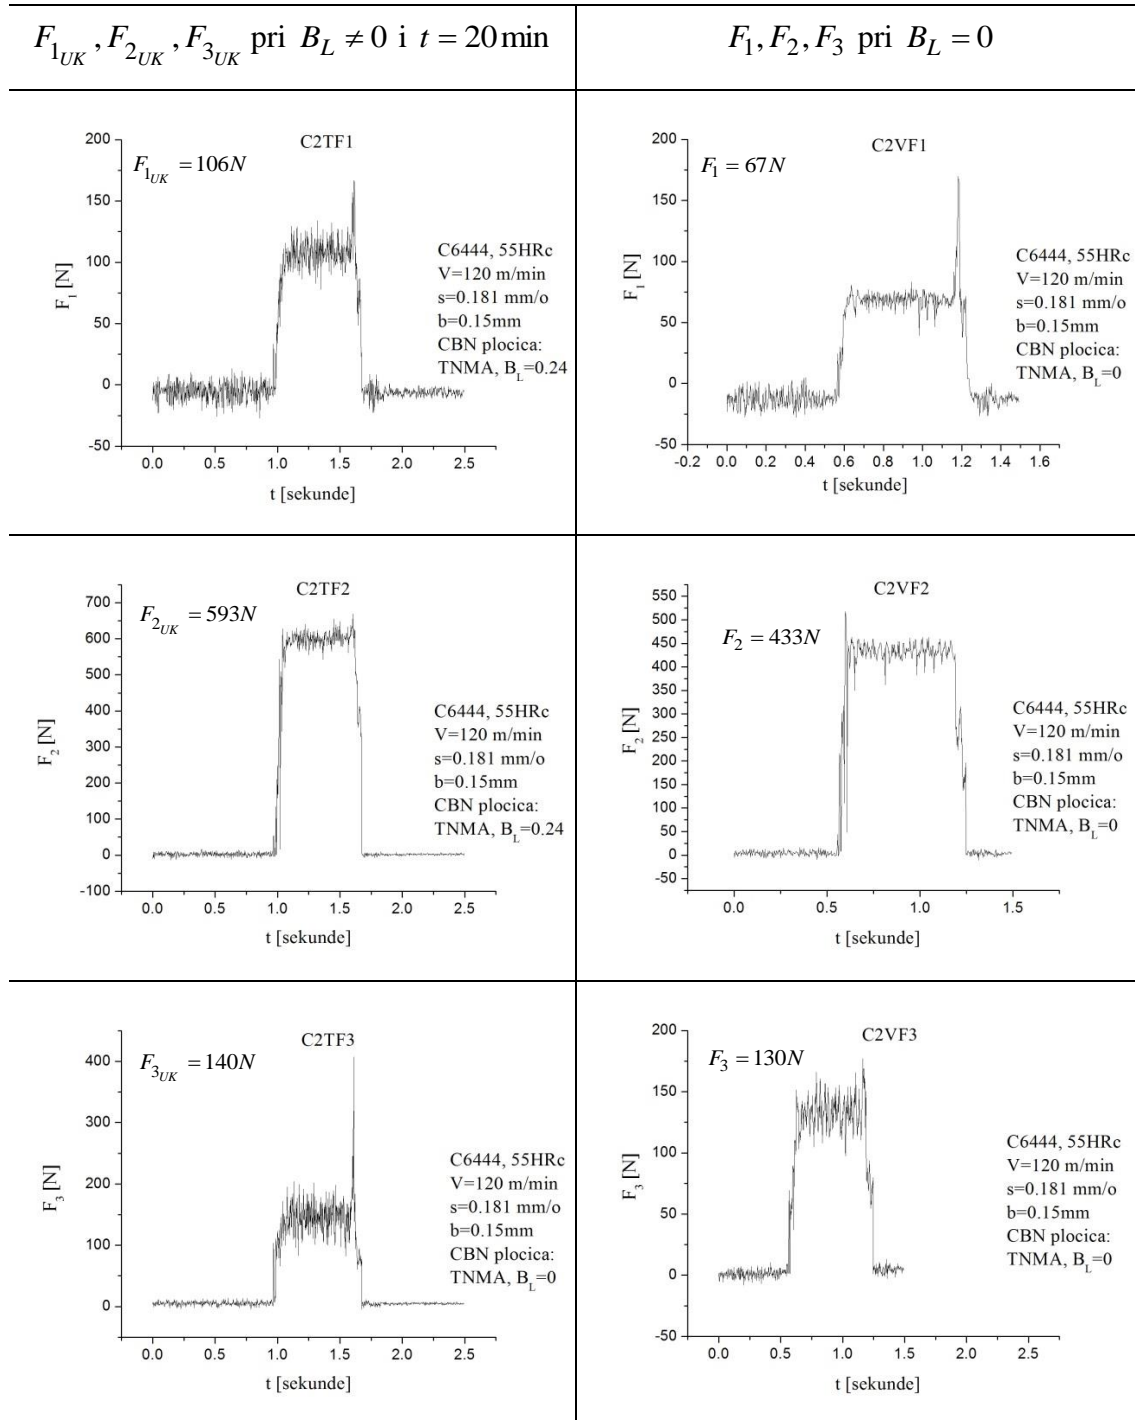 F1UK , F2UK , F3UK pri BL ≠ 0 i t = 20 min
F1, F2, F3 pri BL = 0
C2TF1
F1UK = 106N
C6444, 55HRc
V=120 m/min
s=0.181 mm/o
b=0.15mm
CBN plocica:
TNMA, BL=0.24
F1 [N]
200
150
100
50
0
-50
0.0 0.5 1.0 1.5 2.0 2.5
t [sekunde]
C2VF1
F1 = 67N
C6444, 55HRc
V=120 m/min
s=0.181 mm/o
b=0.15mm
CBN plocica:
TNMA, BL=0
F1 [N]
200
150
100
50
0
-50
-0.2 0.0 0.2 0.4 0.6 0.8 1.0 1.2 1.4 1.6
t [sekunde]
C2TF2
F2UK = 593N
C6444, 55HRc
V=120 m/min
s=0.181 mm/o
b=0.15mm
CBN plocica:
TNMA, BL=0.24
F2 [N]
700
600
500
400
300
200
100
0
-100
0.0 0.5 1.0 1.5 2.0 2.5
t [sekunde]
C2VF2
F2 = 433N
C6444, 55HRc
V=120 m/min
s=0.181 mm/o
b=0.15mm
CBN plocica:
TNMA, BL=0
F2 [N]
550
500
450
400
350
300
250
200
150
100
50
0
-50
0.0 0.5 1.0 1.5
t [sekunde]
C2TF3
F3UK = 140N
C6444, 55HRc
V=120 m/min
s=0.181 mm/o
b=0.15mm
CBN plocica:
TNMA, BL=0
F3 [N]
400
300
200
100
0
0.0 0.5 1.0 1.5 2.0 2.5
t [sekunde]
C2VF3
F3 = 130N
C6444, 55HRc
V=120 m/min
s=0.181 mm/o
b=0.15mm
CBN plocica:
TNMA, BL=0
F3 [N]
200
150
100
50
0
-50
0.0 0.5 1.0 1.5 2.0 2.5
t [sekunde]